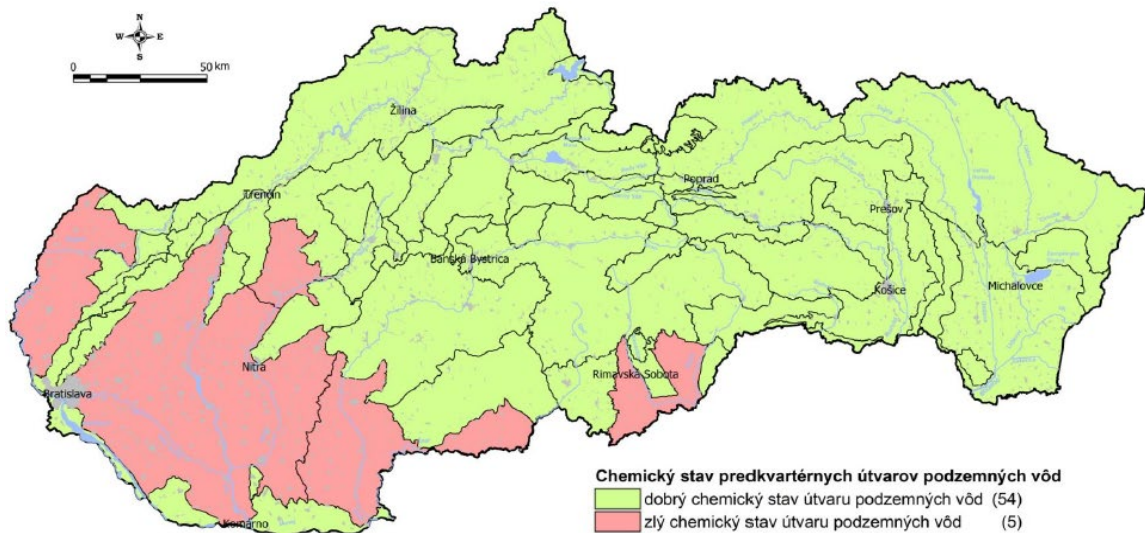 N
W E
S
0 50 km
Žilina
Trenčín
Poprad
Prešov
Banská Bystrica
Košice
Michalovce
Nitra
Rimavská Sobota
Bratislava
Komárno
Chemický stav predkvartérnych útvarov podzemných vôd
dobrý chemický stav útvaru podzemných vôd (54)
zlý chemický stav útvaru podzemných vôd (5)